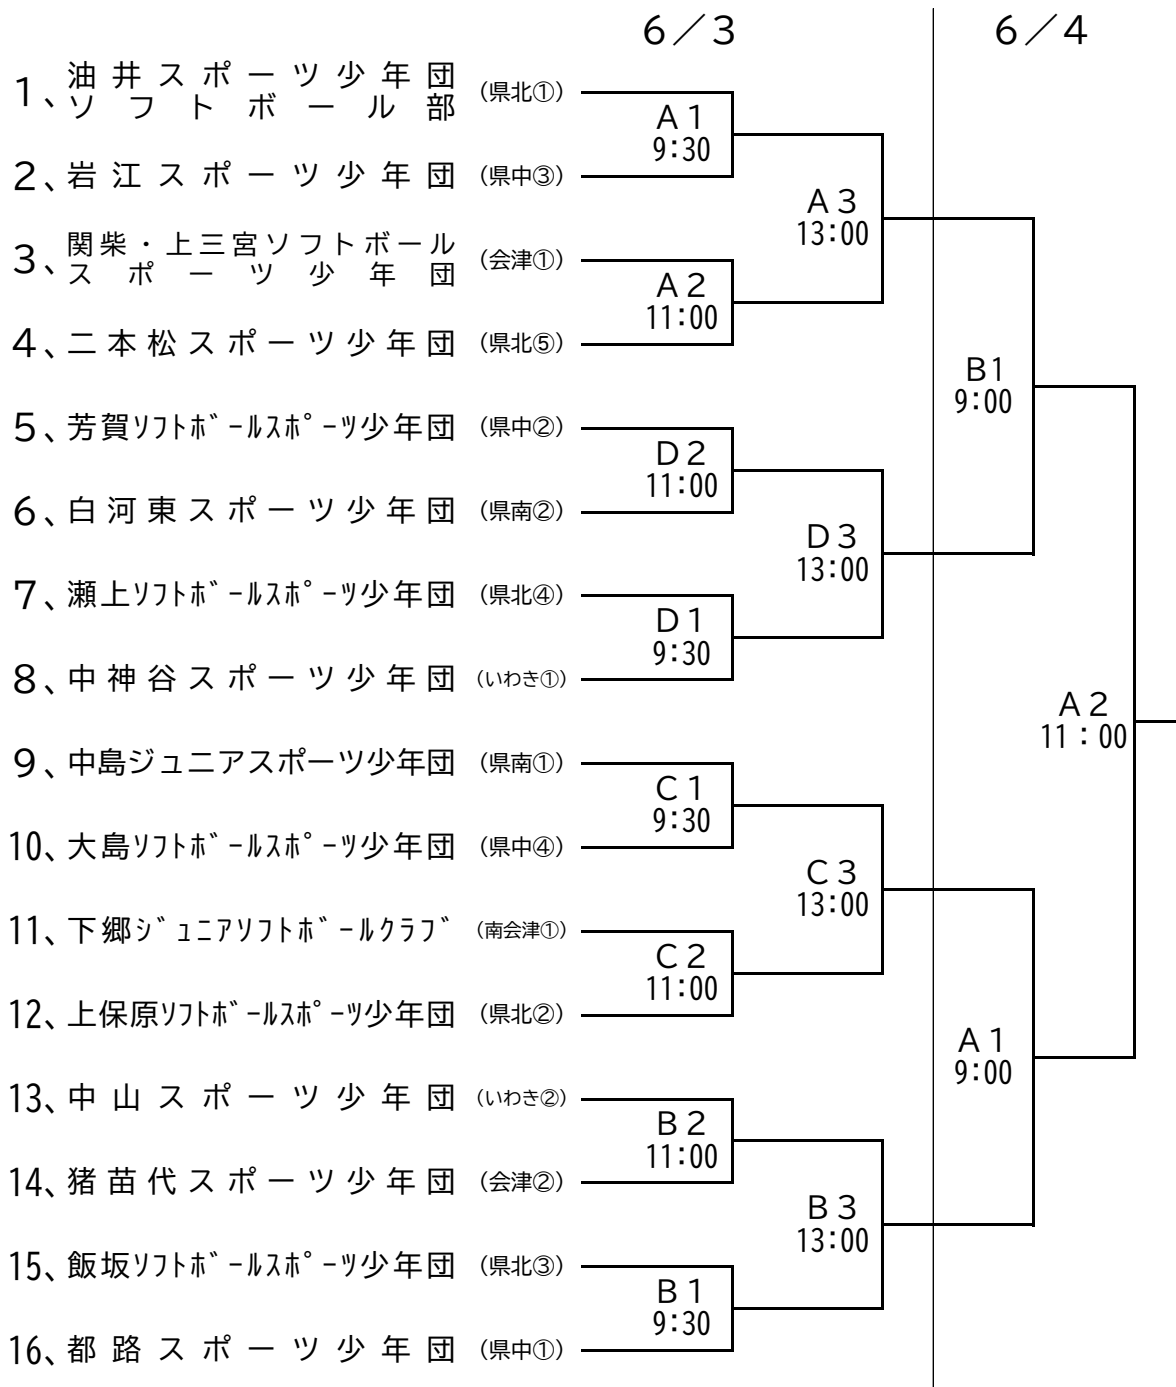 6／3
6／4
1、油井スポーツ少年団
ソフトボール部
(県北①)
A1
9:30
2、岩江スポーツ少年団 (県中③)
A3
13:00
3、関柴・上三宮ソフトボール
スポーツ少年団
(会津①)
A2
11:00
4、二本松スポーツ少年団 (県北⑤)
B1
9:00
5、芳賀ｿﾌﾄﾎﾞｰﾙｽﾎﾟｰﾂ少年団 (県中②)
D2
11:00
6、白河東スポーツ少年団 (県南②)
D3
13:00
7、瀬上ｿﾌﾄﾎﾞｰﾙｽﾎﾟｰﾂ少年団 (県北④)
D1
9:30
8、中神谷スポーツ少年団 (いわき①)
A2
11：00
9、中島ジュニアスポーツ少年団 (県南①)
C1
9:30
10、大島ｿﾌﾄﾎﾞｰﾙｽﾎﾟｰﾂ少年団 (県中④)
C3
13:00
11、下郷ｼﾞｭﾆｱｿﾌﾄﾎﾞｰﾙｸﾗﾌﾞ (南会津①)
C2
11:00
12、上保原ｿﾌﾄﾎﾞｰﾙｽﾎﾟｰﾂ少年団 (県北②)
A1
9:00
13、中山スポーツ少年団 (いわき②)
B2
11:00
14、猪苗代スポーツ少年団 (会津②)
B3
13:00
15、飯坂ｿﾌﾄﾎﾞｰﾙｽﾎﾟｰﾂ少年団 (県北③)
B1
9:30
16、都路スポーツ少年団 (県中①)